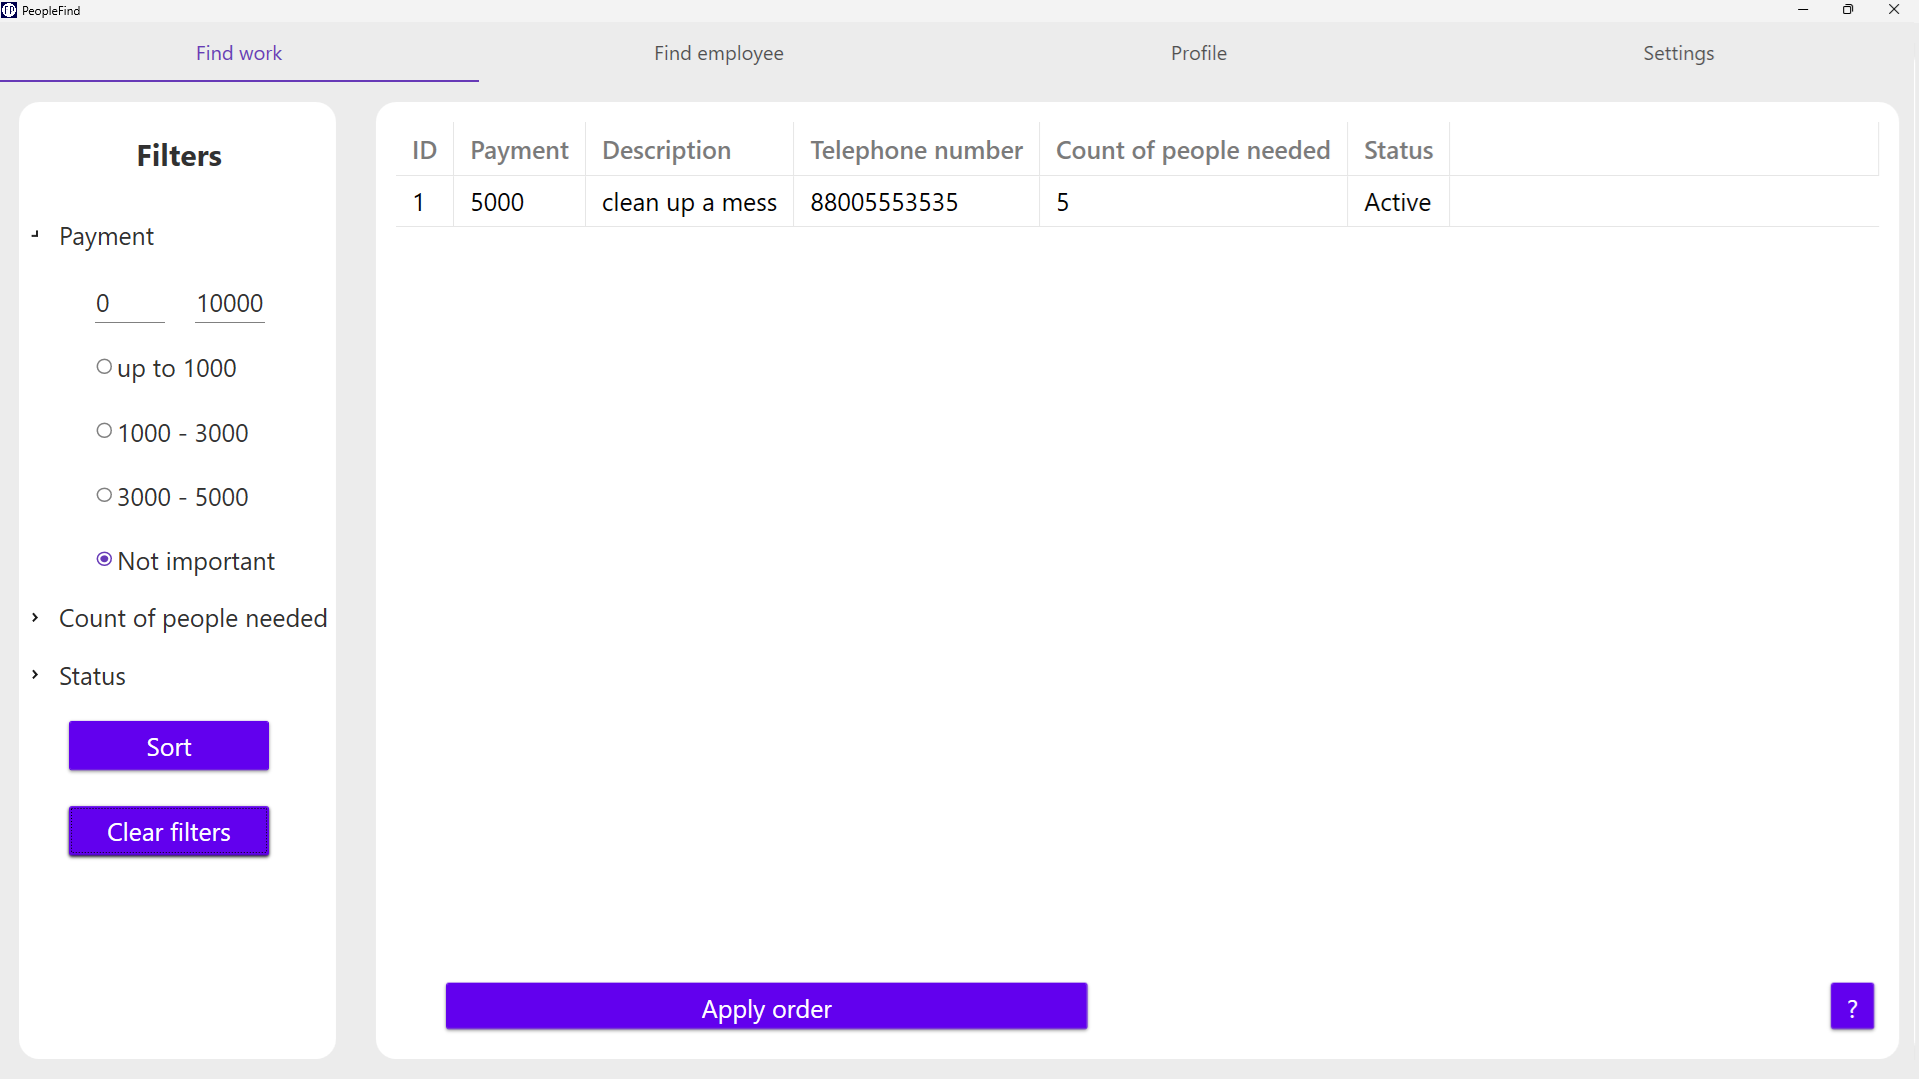 PeopleFind
Find work
Find employee
Profile
Settings
Filters
Payment
0
10000
up to 1000
1000 - 3000
3000 - 5000
Not important
Count of people needed
Status
Sort
Clear filters
ID Payment Description Telephone number Count of people needed Status
1 5000 clean up a mess 88005553535 5 Active
Apply order
?